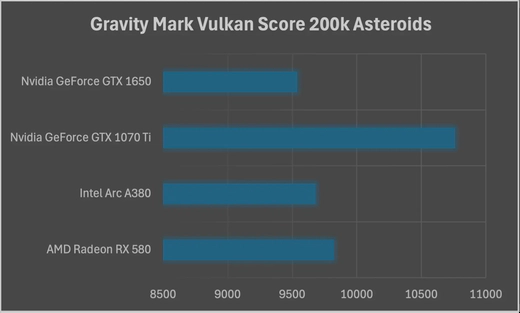 Gravity Mark Vulkan Score 200k Asteroids
Nvidia GeForce GTX 1650
Nvidia GeForce GTX 1070 Ti
Intel Arc A380
AMD Radeon RX 580
8500 9000 9500 10000 10500 11000